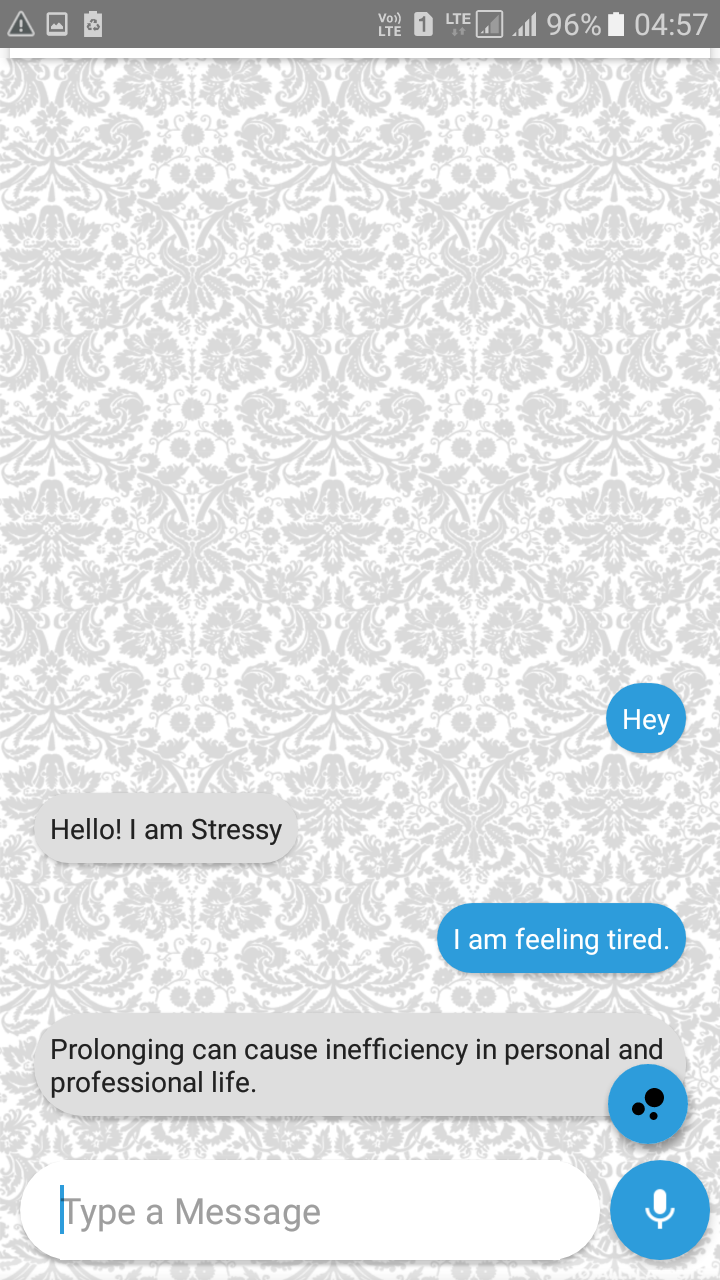 Vo)) LTE 1 LTE 96% 04:57
Hey
Hello! I am Stressy
I am feeling tired.
Prolonging can cause inefficiency in personal and
professional life.
Type a Message